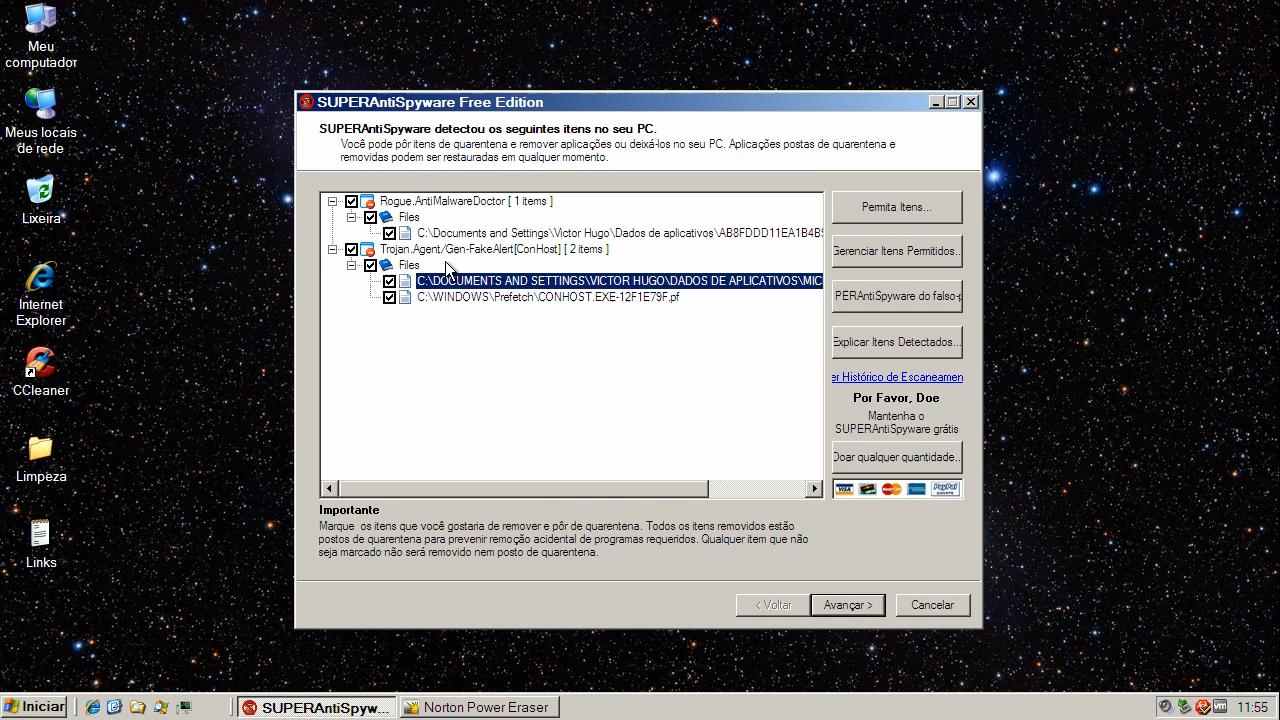 Meu
computador
Meus locais
de rede
Lixeira
Internet
Explorer
CCleaner
Limpeza
Links
SUPERAntiSpyware Free Edition
SUPERAntiSpyware detectou os seguintes itens no seu PC.
Você pode pôr itens de quarentena e remover aplicações ou deixá-los no seu PC. Aplicações postas de quarentena e
removidas podem ser restauradas em qualquer momento.
Rogue.AntiMalwareDoctor [ 1 items ]
Files
C:\Documents and Settings\Victor Hugo\Dados de aplicativos\AB8FDDD11EA1B4B
Trojan.Agent/Gen-FakeAlert[ConHost] [ 2 items ]
Files
C:\DOCUMENTS AND SETTINGS\VICTOR HUGO\DADOS DE APLICATIVOS\MIC
C:\WINDOWS\Prefetch\CONHOST.EXE-12F1E79F.pf
Permita Itens...
Gerenciar Itens Permitidos...
PERAntiSpyware do falso-p
Explicar Itens Detectados...
er Histórico de Escaneamen
Por Favor, Doe
Mantenha o
SUPERAntiSpyware grátis
Doar qualquer quantidade..
VISA MasterCard PayPal
Importante
Marque os itens que você gostaria de remover e pôr de quarentena. Todos os itens removidos estão
postos de quarentena para prevenir remoção acidental de programas requeridos. Qualquer item que não
seja marcado não será removido nem posto de quarentena.
< Voltar
Avançar >
Cancelar
Iniciar
SUPERAntiSpyw...
Norton Power Eraser
vm
11:55